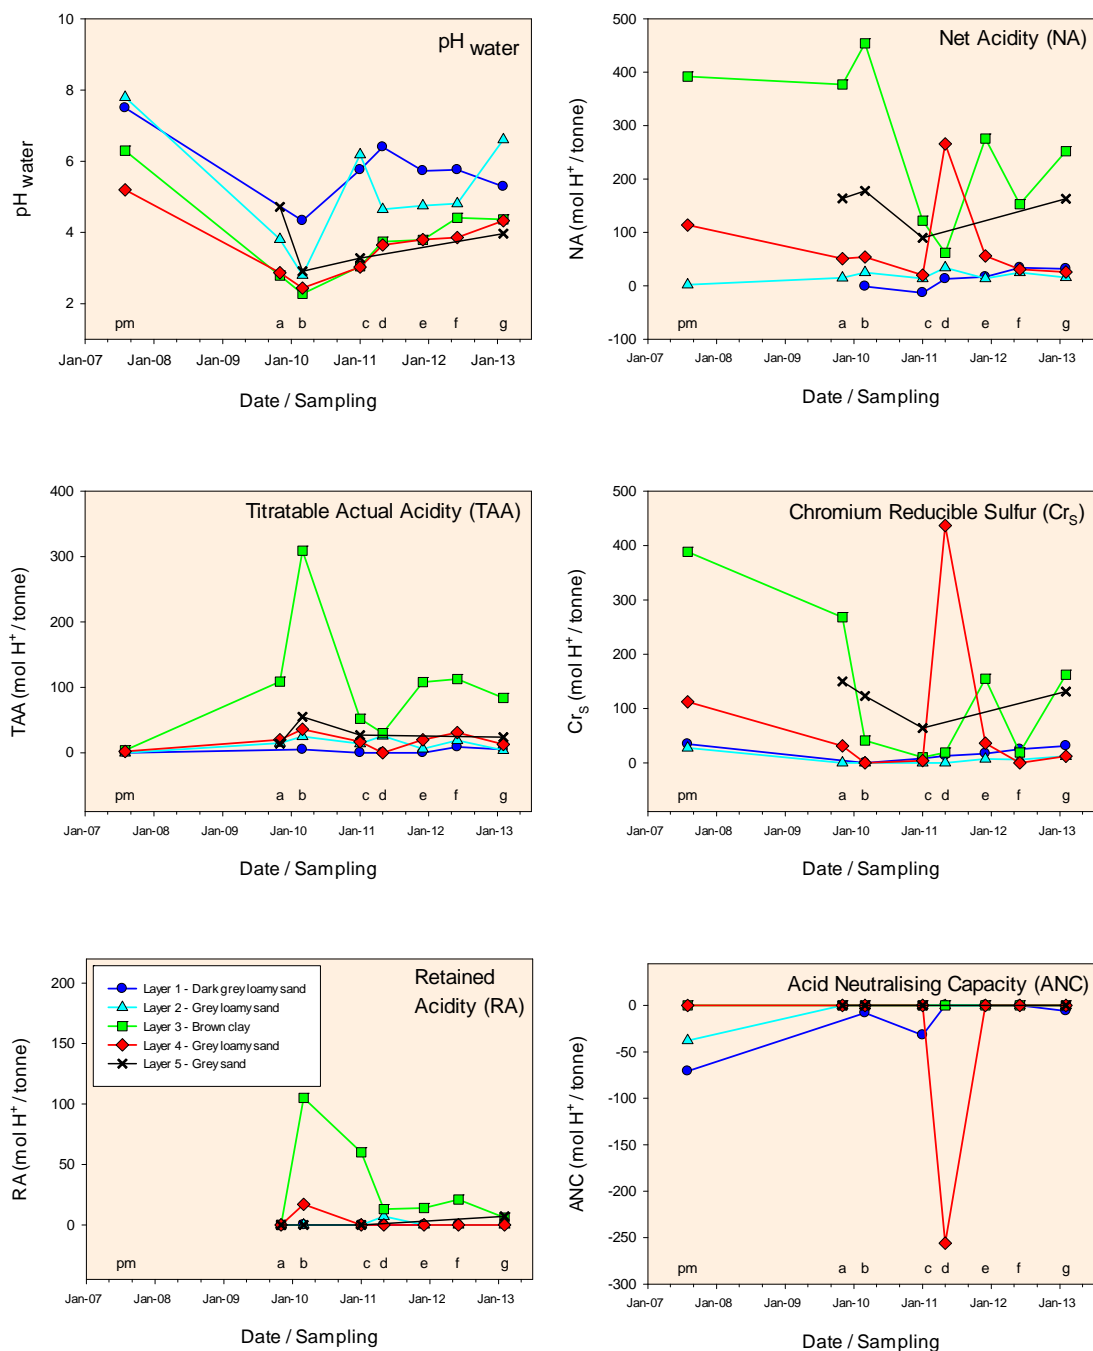 pH water
10
8
6
4
2
pH water
pm a b c d e f g
Jan-07 Jan-08 Jan-09 Jan-10 Jan-11 Jan-12 Jan-13
Date / Sampling
Net Acidity (NA)
500
400
300
200
100
0
-100
NA (mol H⁺ / tonne)
pm a b c d e f g
Jan-07 Jan-08 Jan-09 Jan-10 Jan-11 Jan-12 Jan-13
Date / Sampling
Titratable Actual Acidity (TAA)
400
300
200
100
0
TAA (mol H⁺ / tonne)
pm a b c d e f g
Jan-07 Jan-08 Jan-09 Jan-10 Jan-11 Jan-12 Jan-13
Date / Sampling
Chromium Reducible Sulfur (CrS)
500
400
300
200
100
0
CrS (mol H⁺ / tonne)
pm a b c d e f g
Jan-07 Jan-08 Jan-09 Jan-10 Jan-11 Jan-12 Jan-13
Date / Sampling
Retained
Acidity (RA)
Layer 1 - Dark grey loamy sand
Layer 2 - Grey loamy sand
Layer 3 - Brown clay
Layer 4 - Grey loamy sand
Layer 5 - Grey sand
200
150
100
50
0
RA (mol H⁺ / tonne)
pm a b c d e f g
Jan-07 Jan-08 Jan-09 Jan-10 Jan-11 Jan-12 Jan-13
Date / Sampling
Acid Neutralising Capacity (ANC)
0
-50
-100
-150
-200
-250
-300
ANC (mol H⁺ / tonne)
pm a b c d e f g
Jan-07 Jan-08 Jan-09 Jan-10 Jan-11 Jan-12 Jan-13
Date / Sampling